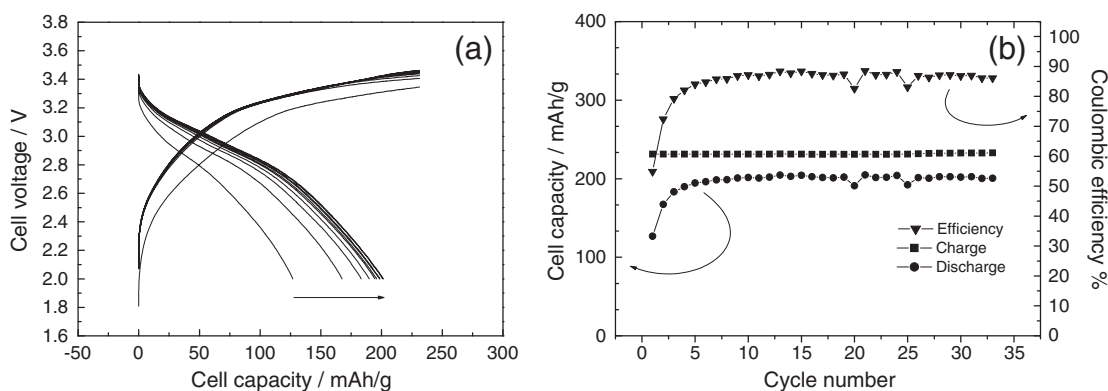 (a)
Cell voltage / V
3.8
3.6
3.4
3.2
3.0
2.8
2.6
2.4
2.2
2.0
1.8
1.6
-50 0 50 100 150 200 250 300
Cell capacity / mAh/g
(b)
Cell capacity / mAh/g
400
300
200
100
0
0 5 10 15 20 25 30 35
Cycle number
Efficiency
Charge
Discharge
100
90
80
70
60
50
40
30
20
10
0
Coulombic efficiency %